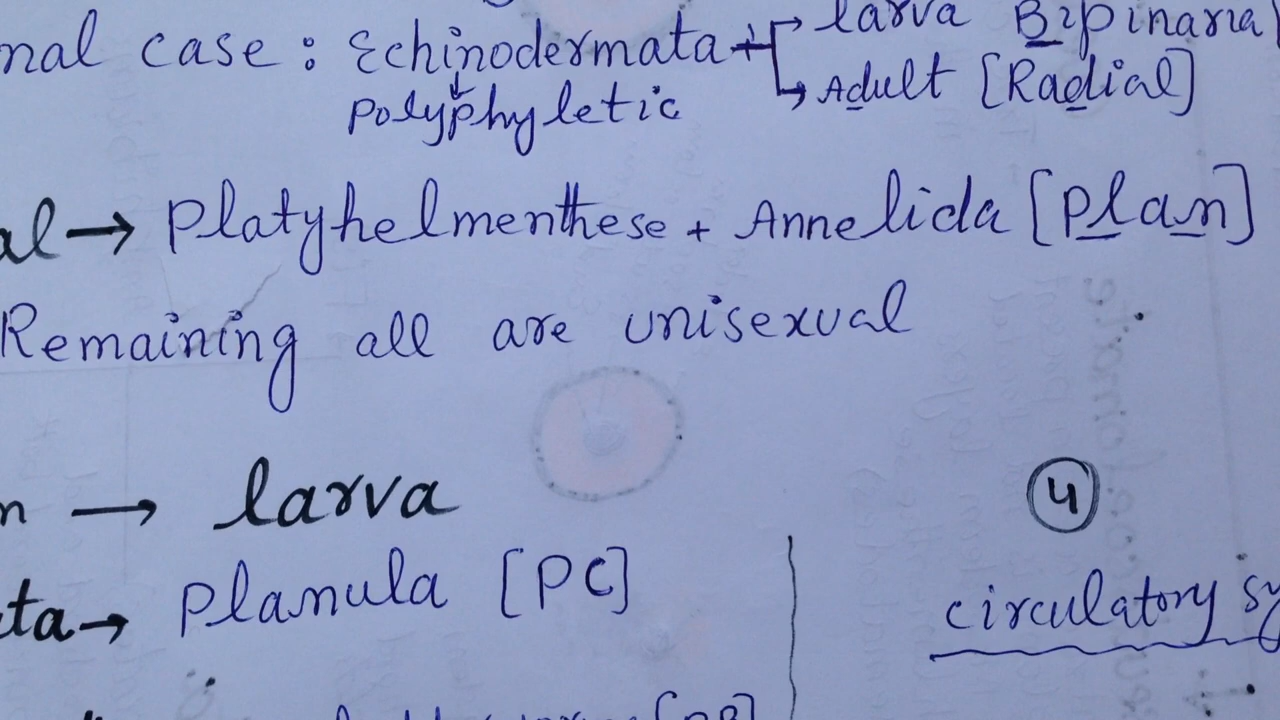 nal case : Echinodermata → larva Bipinaria
→ Adult [Radial]
↓
Polyphyletic
al → Platyhelmenthese + Annelida [Plan]
Remaining all are unisexual
n → larva
ta → Planula [PC]
4
circulatory sy